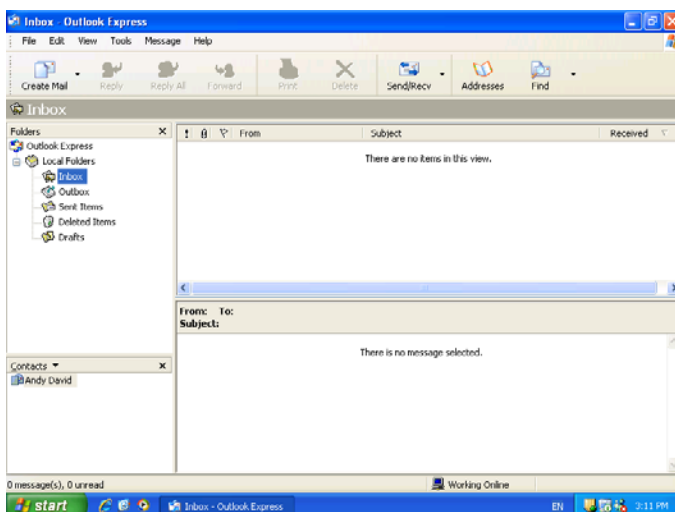 Inbox - Outlook Express
File Edit View Tools Message Help
Create Mail Reply Reply All Forward Print Delete Send/Recv Addresses Find
Inbox
Folders
! From Subject Received
Outlook Express
Local Folders
Inbox
Outbox
Sent Items
Deleted Items
Drafts
There are no items in this view.
From: To:
Subject:
There is no message selected.
Contacts
Andy David
0 message(s), 0 unread Working Online
start Inbox - Outlook Express EN 3:11 PM